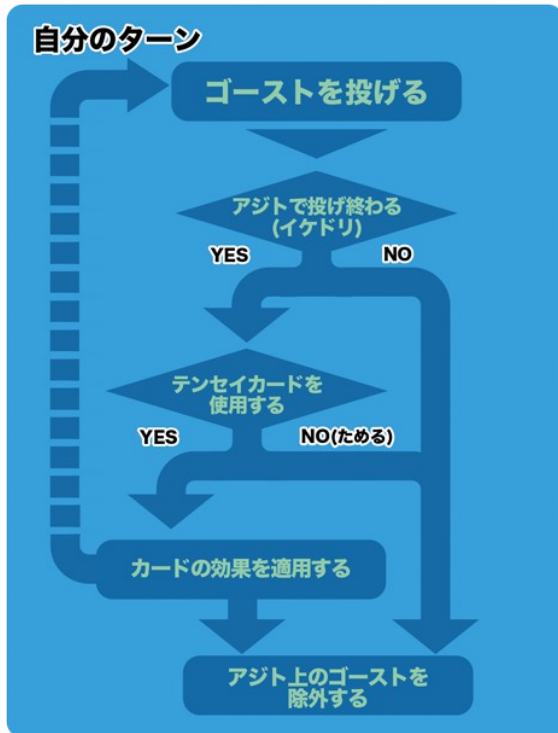 自分のターン
ゴーストを投げる
アジトで投げ終わる
(イケドリ)
YES
NO
テンセイカードを
使用する
YES
NO(ためる)
カードの効果を適用する
アジト上のゴーストを
除外する